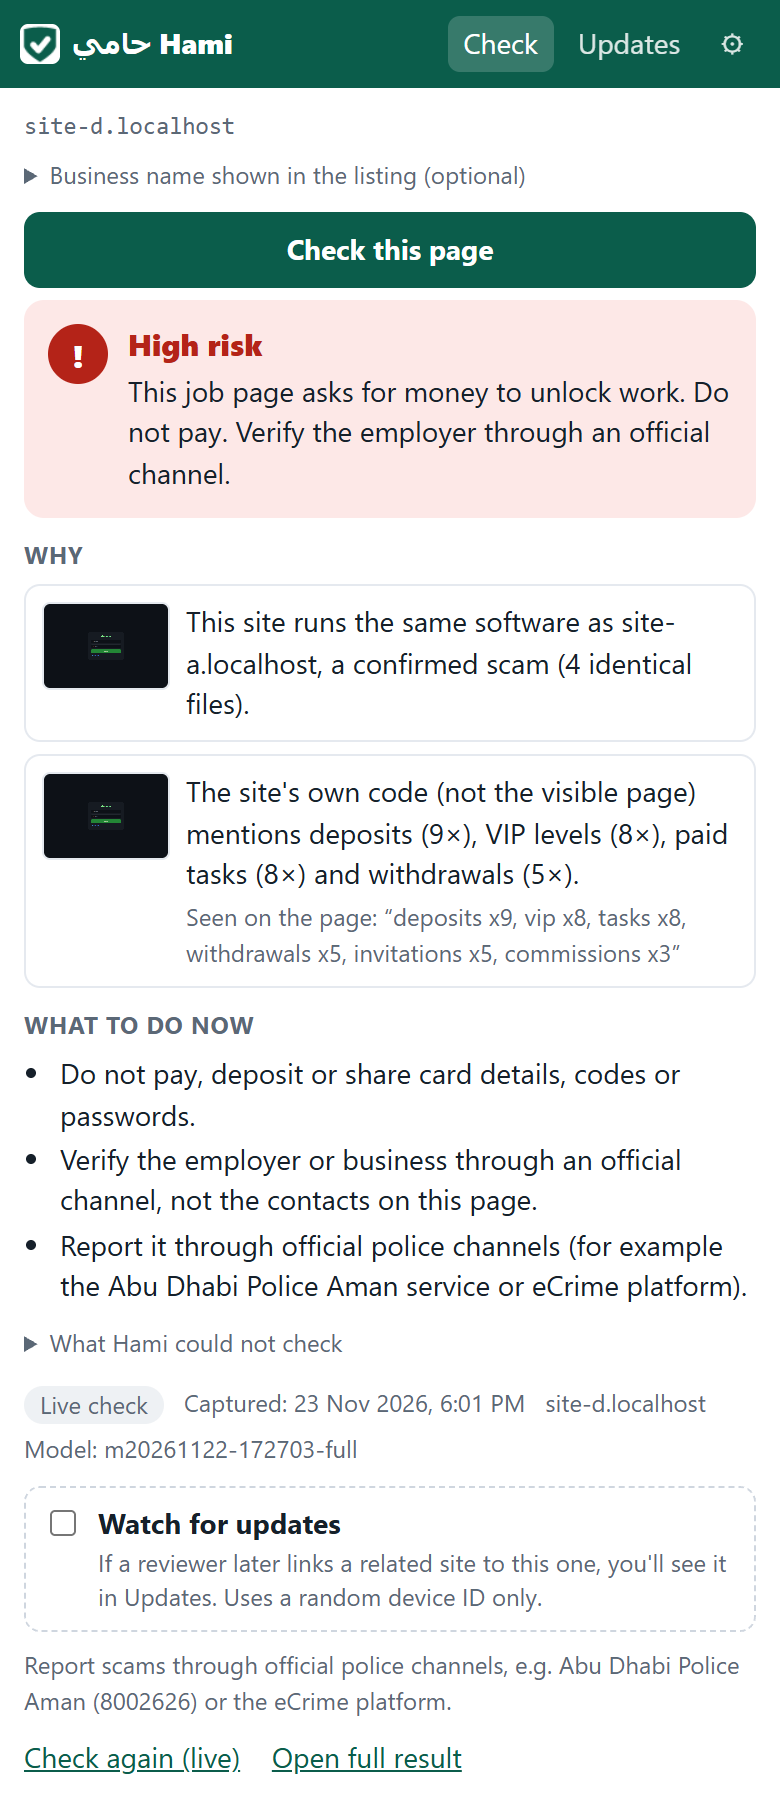 حامي Hami
Check
Updates
site-d.localhost
Business name shown in the listing (optional)
Check this page
!
High risk
This job page asks for money to unlock work. Do
not pay. Verify the employer through an official
channel.
WHY
This site runs the same software as site-
a.localhost, a confirmed scam (4 identical
files).
The site's own code (not the visible page)
mentions deposits (9×), VIP levels (8×), paid
tasks (8×) and withdrawals (5×).
Seen on the page: “deposits x9, vip x8, tasks x8,
withdrawals x5, invitations x5, commissions x3”
WHAT TO DO NOW
• Do not pay, deposit or share card details, codes or
passwords.
• Verify the employer or business through an official
channel, not the contacts on this page.
• Report it through official police channels (for example
the Abu Dhabi Police Aman service or eCrime platform).
What Hami could not check
Live check
Captured: 23 Nov 2026, 6:01 PM
site-d.localhost
Model: m20261122-172703-full
Watch for updates
If a reviewer later links a related site to this one, you'll see it
in Updates. Uses a random device ID only.
Report scams through official police channels, e.g. Abu Dhabi Police
Aman (8002626) or the eCrime platform.
Check again (live)
Open full result